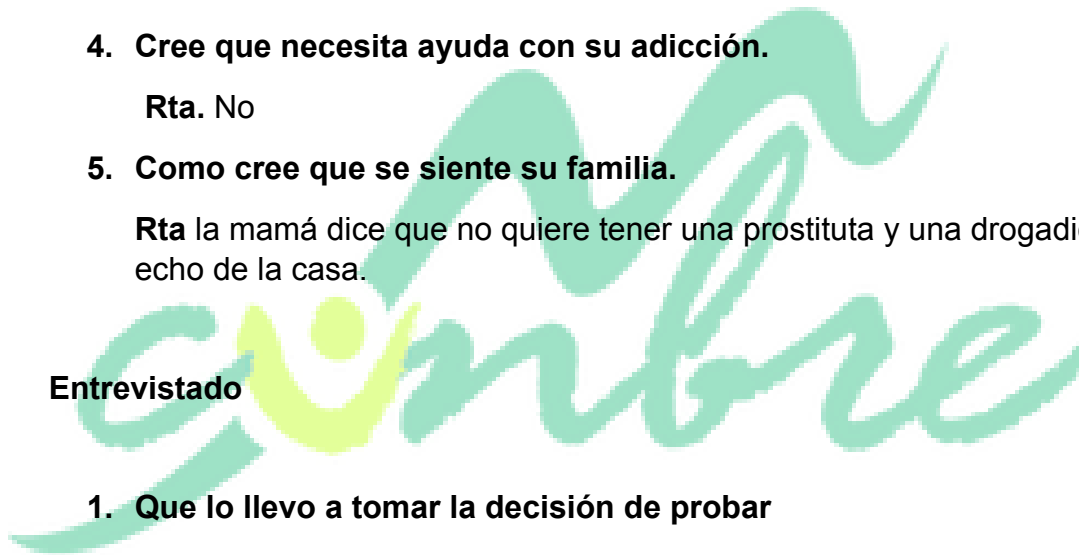 4. Cree que necesita ayuda con su adicción.
Rta. No
5. Como cree que se siente su familia.
Rta la mamá dice que no quiere tener una prostituta y una
echo de la casa.
cumbre
Entrevistado
1. Que lo llevo a tomar la decisión de probar